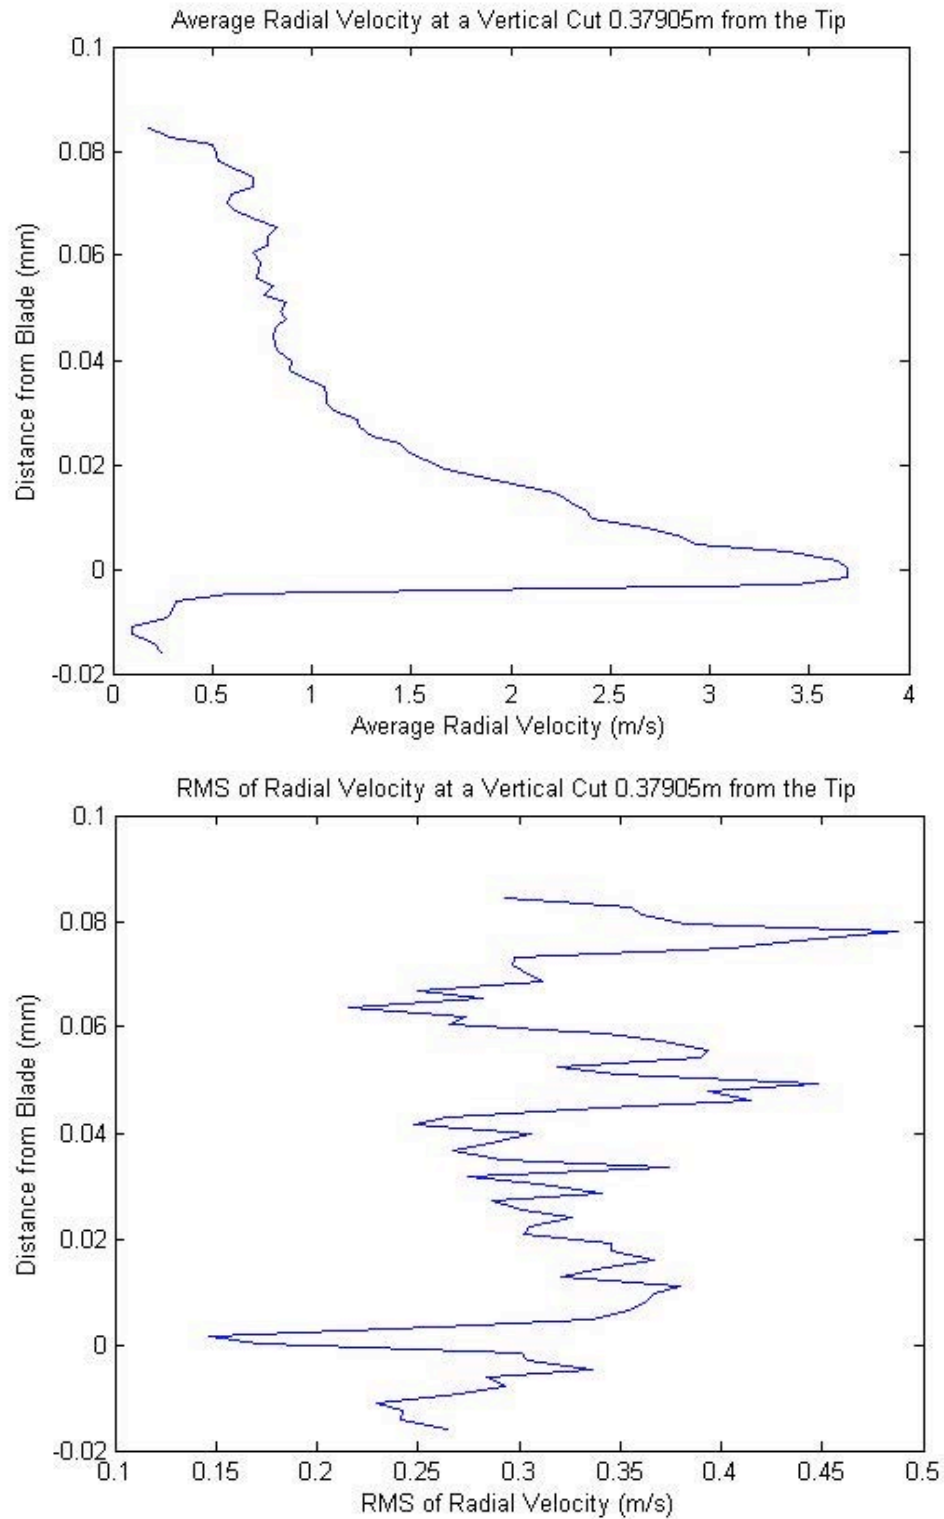 Average Radial Velocity at a Vertical Cut 0.37905m from the Tip
0.1
0.08
0.06
0.04
0.02
0
-0.02
Distance from Blade (mm)
0 0.5 1 1.5 2 2.5 3 3.5 4
Average Radial Velocity (m/s)
RMS of Radial Velocity at a Vertical Cut 0.37905m from the Tip
0.1
0.08
0.06
0.04
0.02
0
-0.02
Distance from Blade (mm)
0.1 0.15 0.2 0.25 0.3 0.35 0.4 0.45 0.5
RMS of Radial Velocity (m/s)